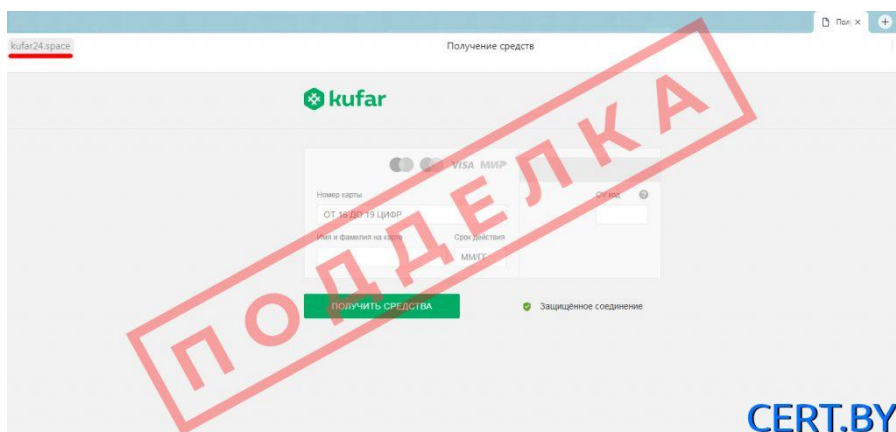 Пол
kufar24.space
Получение средств
kufar
VISA МИР
Номер карты
CV код
ОТ 16 ДО 19 ЦИФР
Имя и фамилия на карте
Срок действия
ММ/ГГ
ПОЛУЧИТЬ СРЕДСТВА
Защищённое соединение
ПОДДЕЛКА
CERT.BY